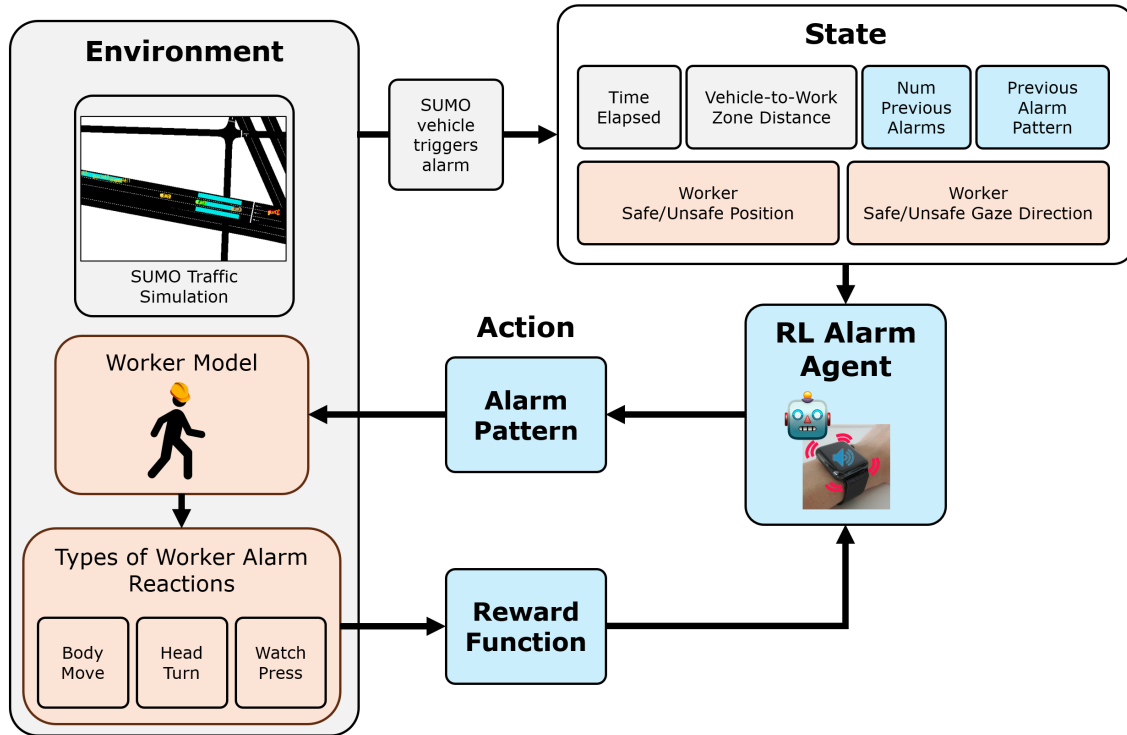 Environment
SUMO Traffic
Simulation
SUMO
vehicle
triggers
alarm
State
Time
Elapsed
Vehicle-to-Work
Zone Distance
Num
Previous
Alarms
Previous
Alarm
Pattern
Worker
Safe/Unsafe Position
Worker
Safe/Unsafe Gaze Direction
RL Alarm
Agent
Action
Alarm
Pattern
Worker Model
Types of Worker Alarm
Reactions
Body
Move
Head
Turn
Watch
Press
Reward
Function